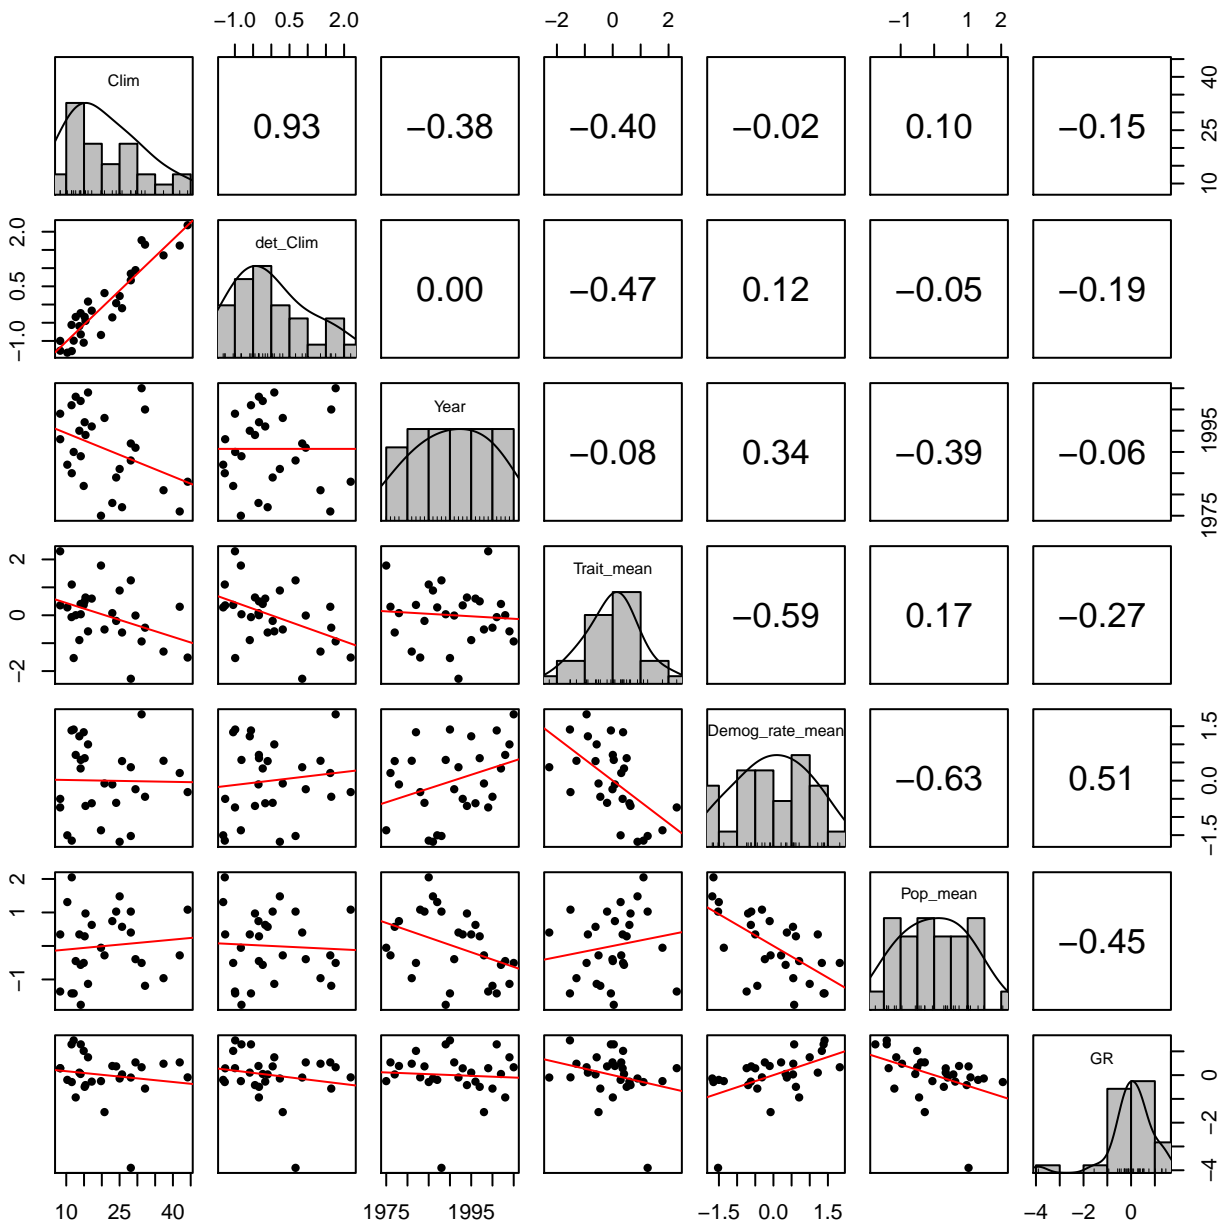 −1.0 0.5 2.0 −2 0 2 −1 1 2
Clim 0.93 −0.38 −0.40 −0.02 0.10 −0.15 10 25 40
−1.0 0.5 2.0 det_Clim 0.00 −0.47 0.12 −0.05 −0.19
Year −0.08 0.34 −0.39 −0.06 1975 1995
−2 0 2 Trait_mean −0.59 0.17 −0.27
Demog_rate_mean −0.63 0.51 −1.5 0.0 1.5
−1 1 2 Pop_mean −0.45
GR −4 −2 0
10 25 40 1975 1995 −1.5 0.0 1.5 −4 −2 0